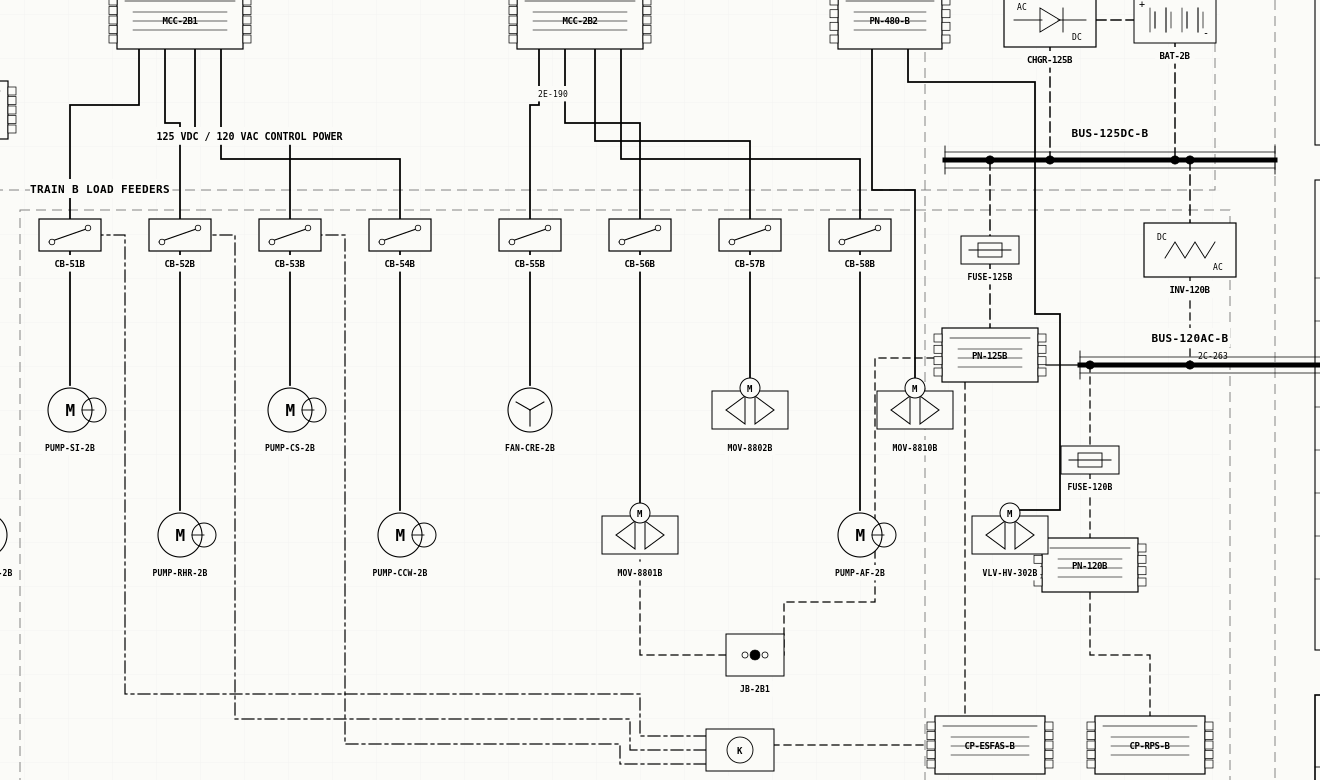 MCC-2B1
MCC-2B2
PN-480-B
AC
DC
+
-
CHGR-125B
BAT-2B
2E-190
125 VDC / 120 VAC CONTROL POWER
BUS-125DC-B
TRAIN B LOAD FEEDERS
CB-51B
CB-52B
CB-53B
CB-54B
CB-55B
CB-56B
CB-57B
CB-58B
FUSE-125B
DC
AC
INV-120B
BUS-120AC-B
2C-263
PN-125B
M
M
M
M
PUMP-SI-2B
PUMP-CS-2B
FAN-CRE-2B
MOV-8802B
MOV-8810B
FUSE-120B
M
M
M
M
M
-2B
PUMP-RHR-2B
PUMP-CCW-2B
MOV-8801B
PUMP-AF-2B
VLV-HV-302B
PN-120B
JB-2B1
K
CP-ESFAS-B
CP-RPS-B